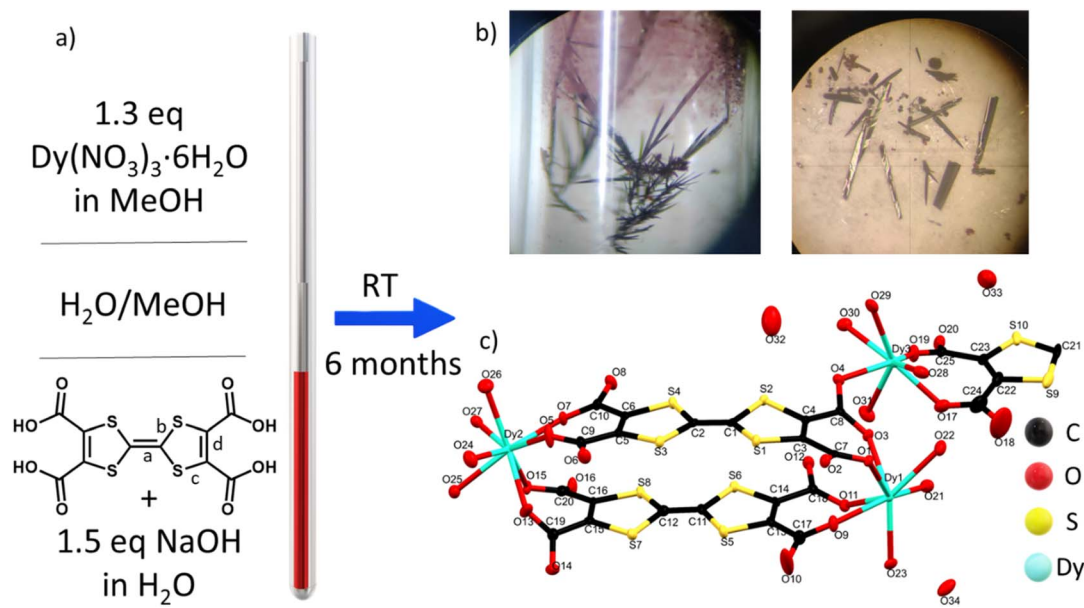 a)
1.3 eq
Dy(NO₃)₃·6H₂O
in MeOH
H₂O/MeOH
O
O
HO
S
S
b
OH
d
a
HO
S
S
c
OH
O
O
+
1.5 eq NaOH
in H₂O
RT
6 months
b)
c)
O33
O29
O30
O32
S10
O20
O19
C23
C21
Dy3
C25
O26
O8
O4
O28
S9
C24
C22
S4
S2
O31
O17
O27
O7
C6
C4
C8
O18
C10
O5
Dy2
C9
C5
C2
C1
O3
O22
O24
O6
S3
S1
C3
C7
O1
O12
O2
Dy1
O25
O15
O16
S8
S6
C14
O21
C20
C16
C18
O11
O13
C12
C11
C19
C15
C13
C17
O9
S7
S5
O14
O10
O23
O34
C
O
S
Dy